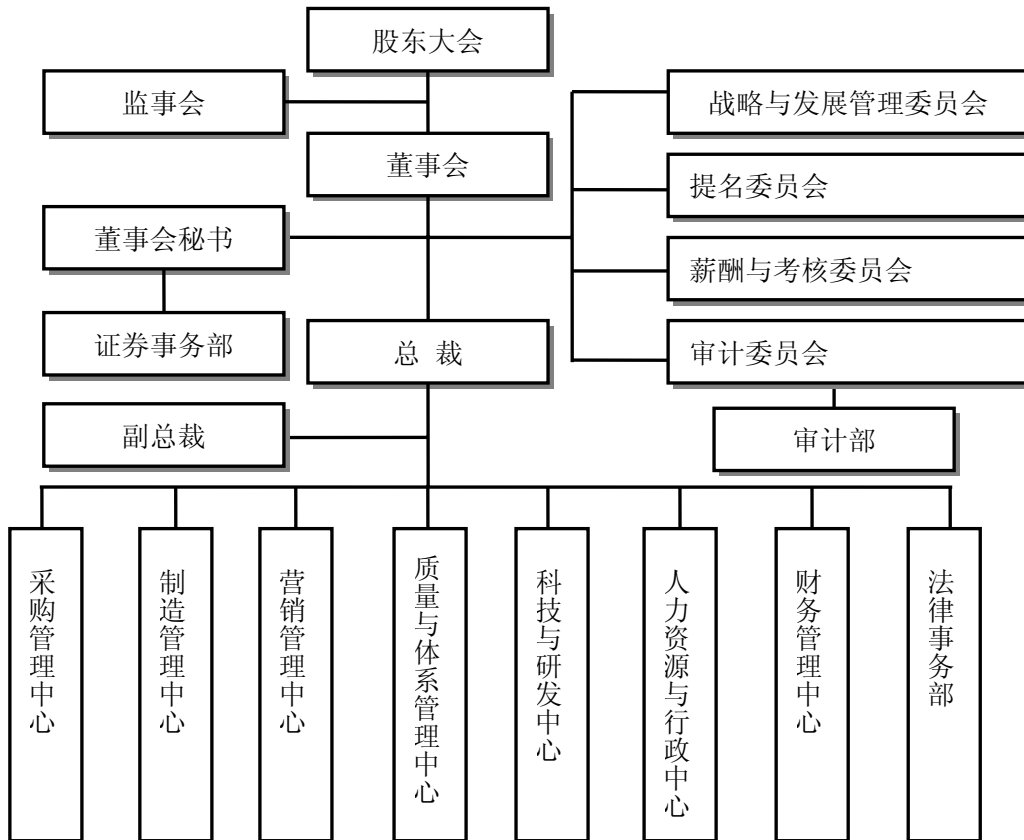 股东大会
监事会
战略与发展管理委员会
董事会
提名委员会
董事会秘书
薪酬与考核委员会
证券事务部
总 裁
审计委员会
副总裁
审计部
采购管理中心
制造管理中心
营销管理中心
质量与体系管理中心
科技与研发中心
人力资源与行政中心
财务管理中心
法律事务部